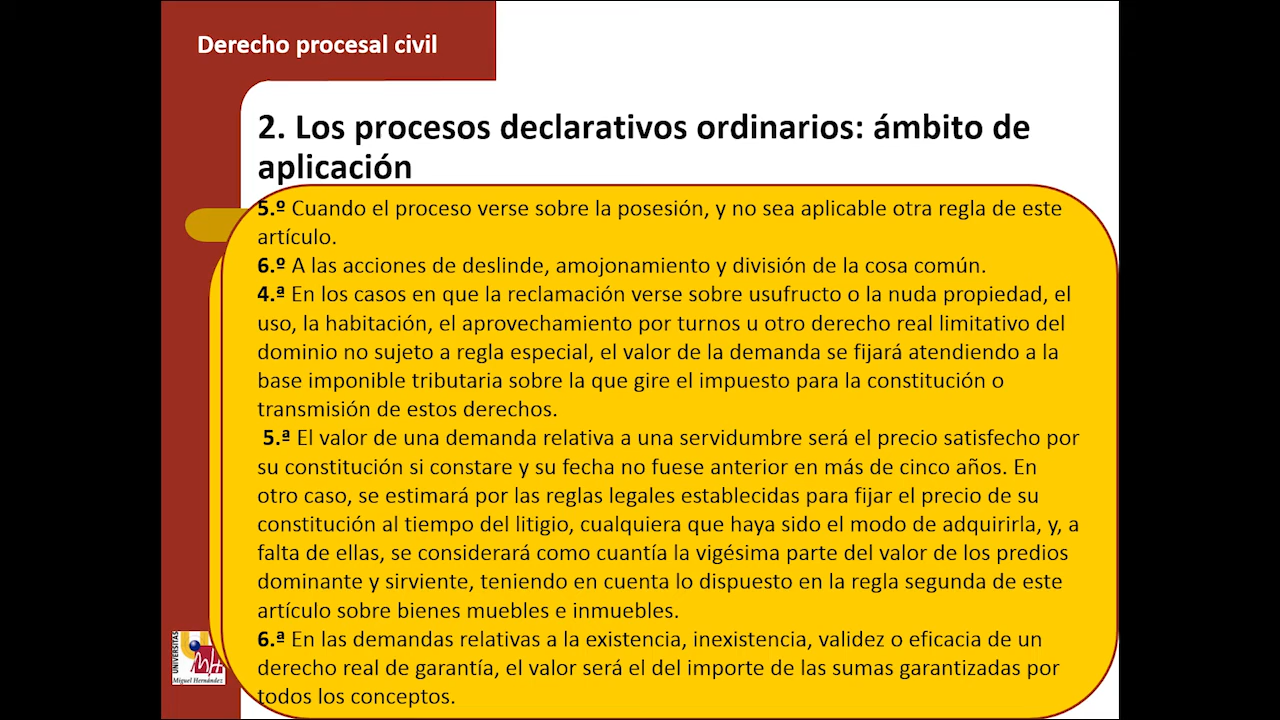 Derecho procesal civil
2. Los procesos declarativos ordinarios: ámbito de
aplicación
5.º Cuando el proceso verse sobre la posesión, y no sea aplicable otra regla de este
artículo.
6.º A las acciones de deslinde, amojonamiento y división de la cosa común.
4.ª En los casos en que la reclamación verse sobre usufructo o la nuda propiedad, el
uso, la habitación, el aprovechamiento por turnos u otro derecho real limitativo del
dominio no sujeto a regla especial, el valor de la demanda se fijará atendiendo a la
base imponible tributaria sobre la que gire el impuesto para la constitución o
transmisión de estos derechos.
5.ª El valor de una demanda relativa a una servidumbre será el precio satisfecho por
su constitución si constare y su fecha no fuese anterior en más de cinco años. En
otro caso, se estimará por las reglas legales establecidas para fijar el precio de su
constitución al tiempo del litigio, cualquiera que haya sido el modo de adquirirla, y, a
falta de ellas, se considerará como cuantía la vigésima parte del valor de los predios
dominante y sirviente, teniendo en cuenta lo dispuesto en la regla segunda de este
artículo sobre bienes muebles e inmuebles.
6.ª En las demandas relativas a la existencia, inexistencia, validez o eficacia de un
derecho real de garantía, el valor será el del importe de las sumas garantizadas por
todos los conceptos.
UNIVERSITAS
Miguel Hernández